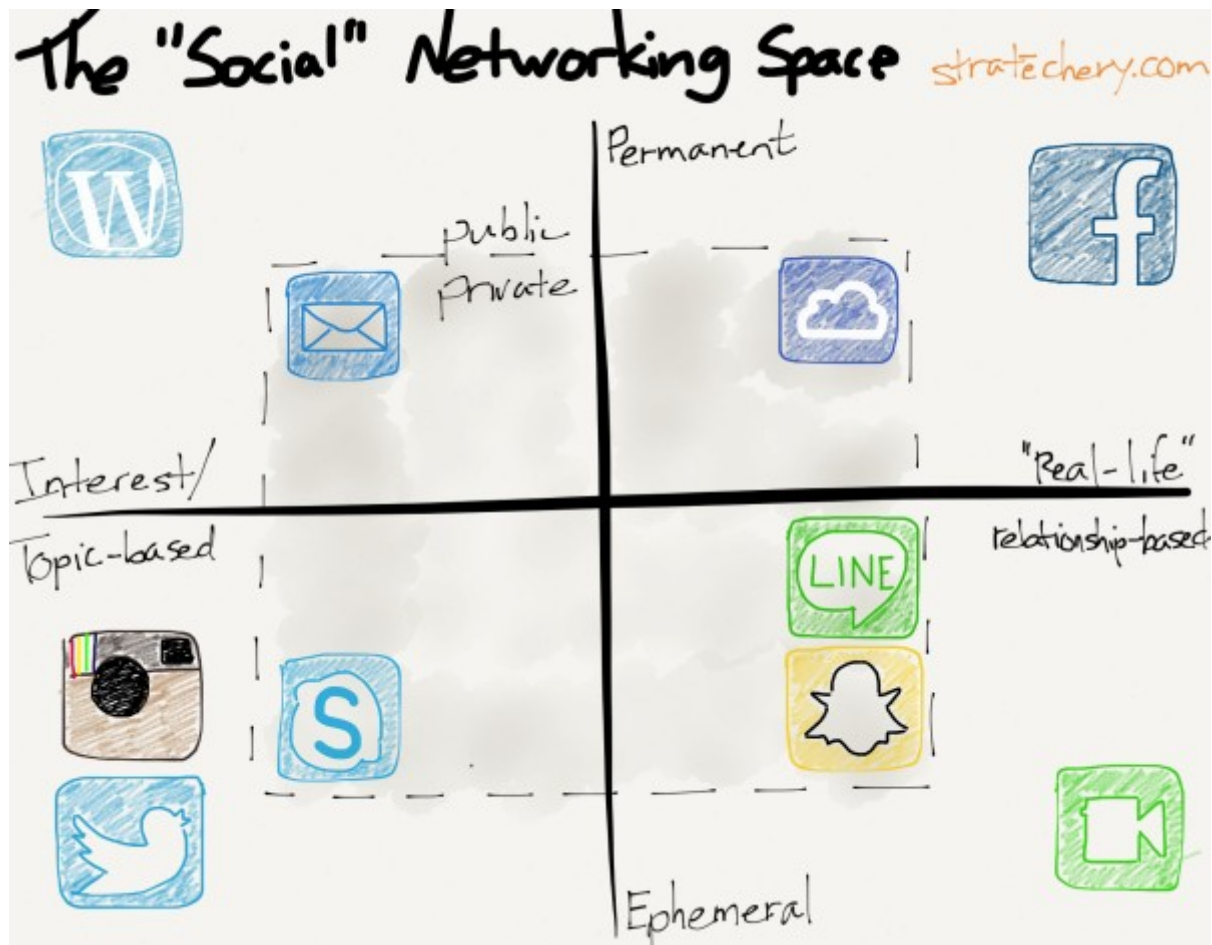 The "Social" Networking Space
stratechery.com
Permanent
public
private
Interest/
Topic-based
"Real-life"
relationship-based
LINE
Ephemeral
W
f
S